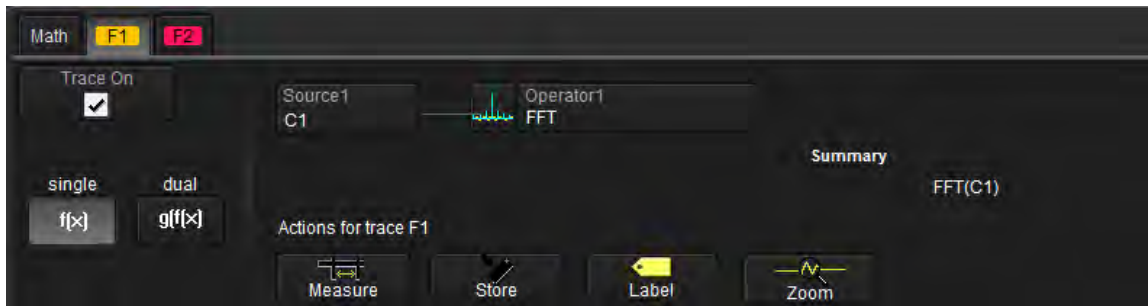 Math F1 F2
Trace On
Source1
C1
Operator1
FFT
Summary
FFT(C1)
single dual
f(x) g(f(x)
Actions for trace F1
Measure Store Label Zoom